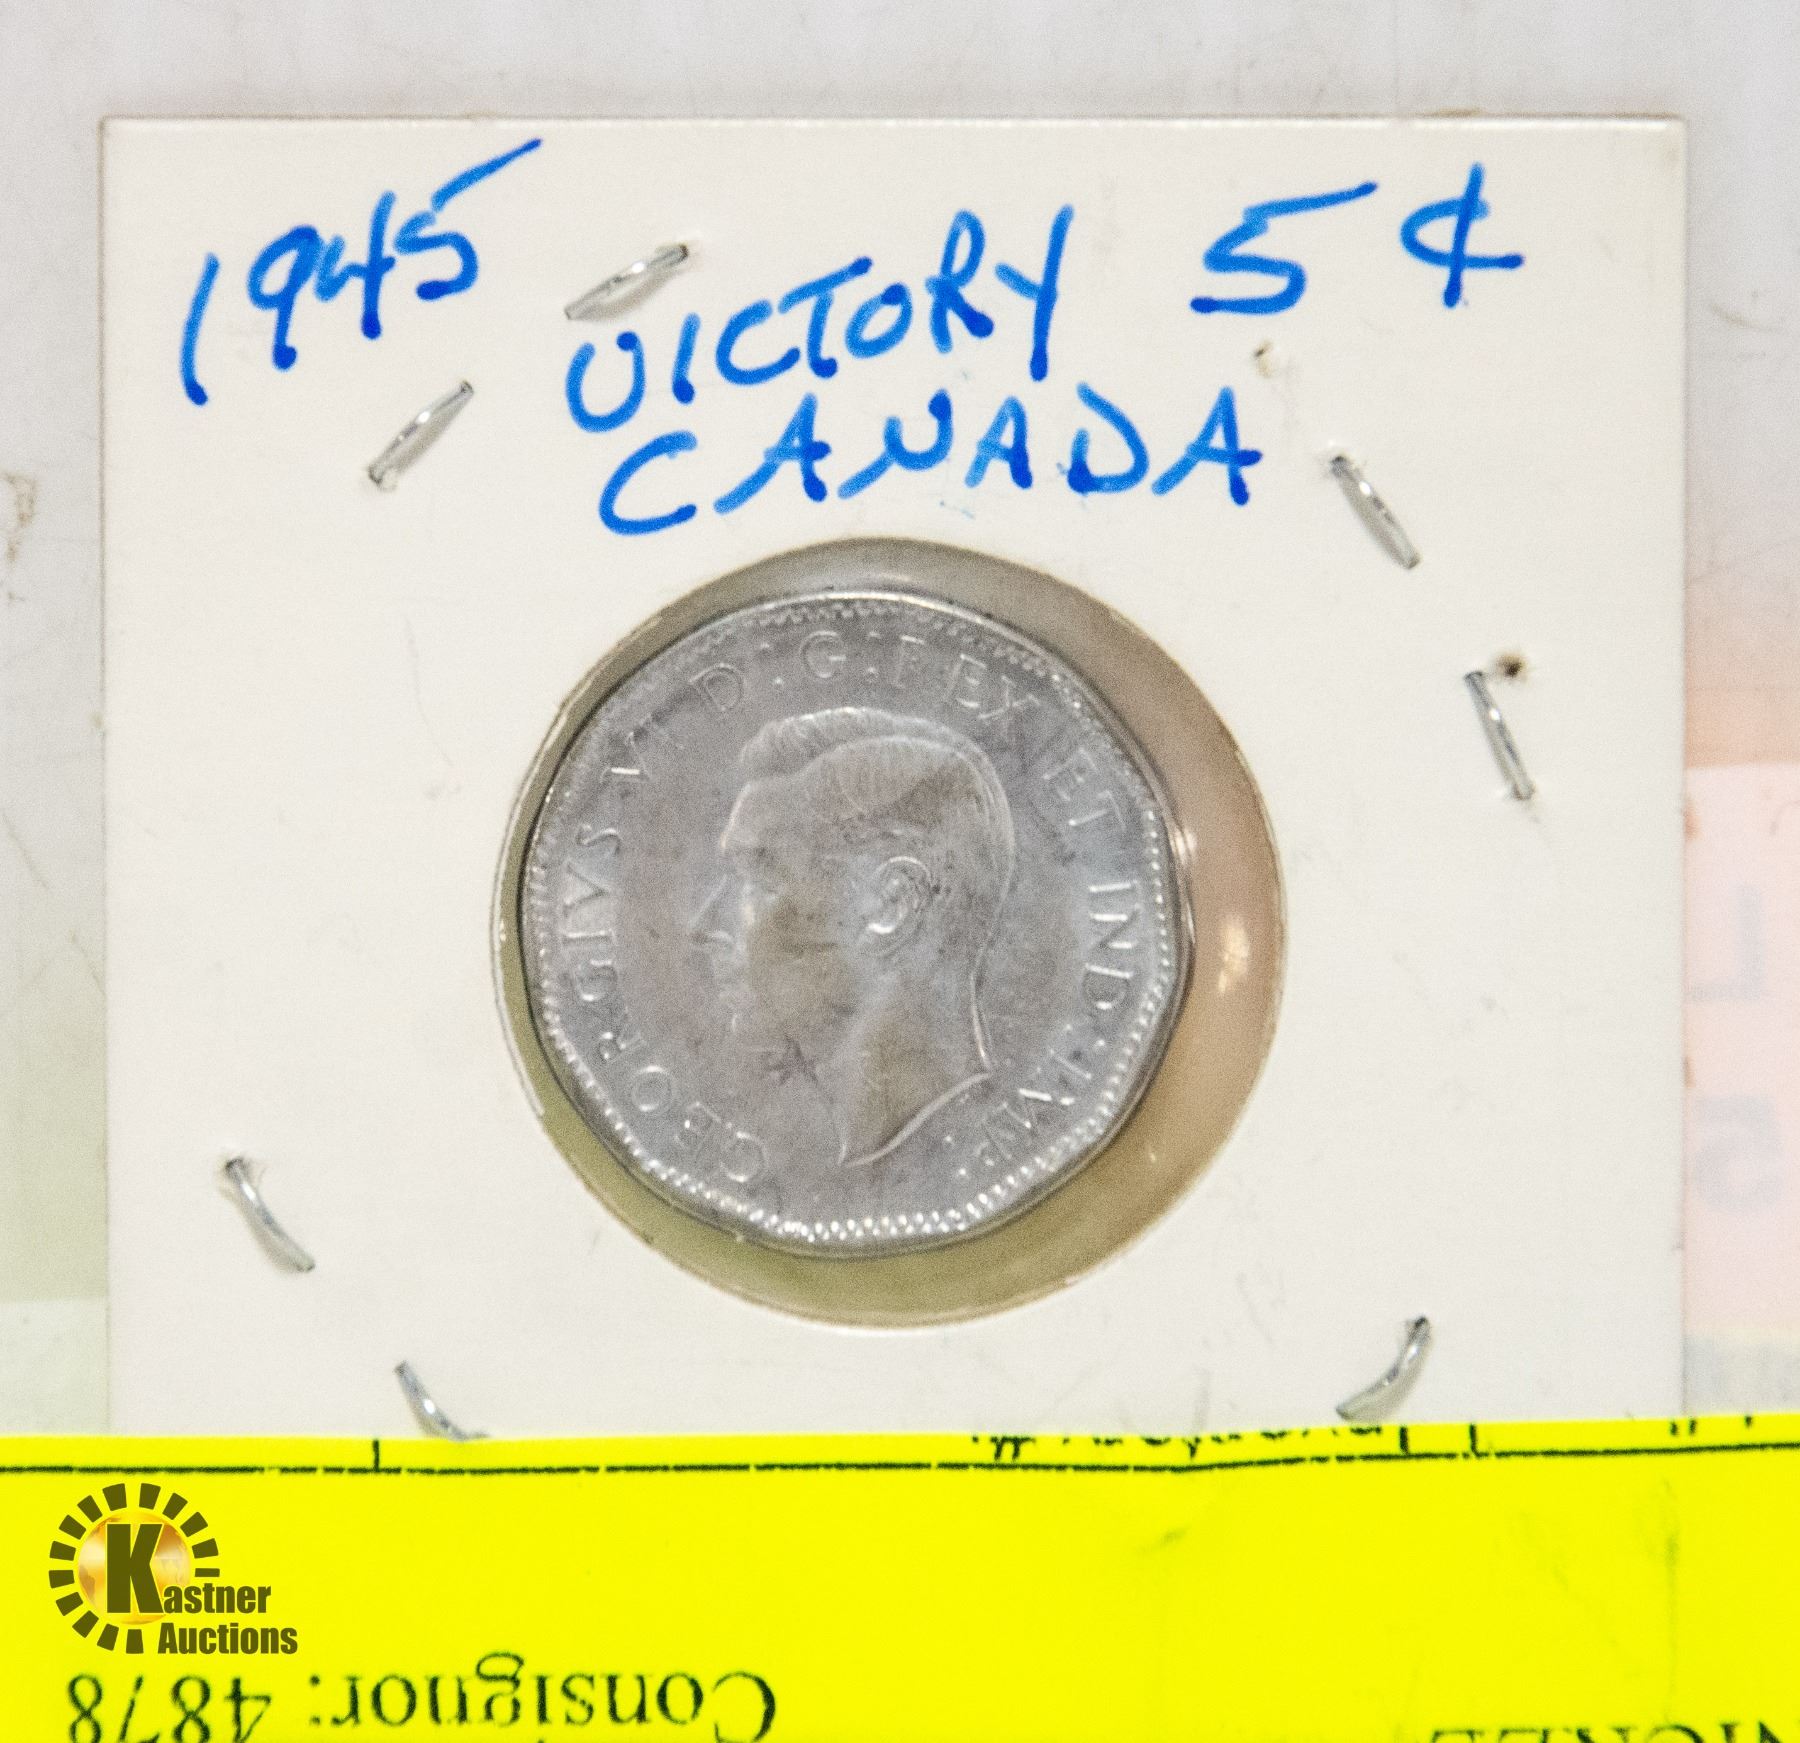 1945 VICTORY 5¢
CANADA
GEORGIVS VI D:G:REX ET IND:IMP:
Kastner
Auctions
Consignor: 4878